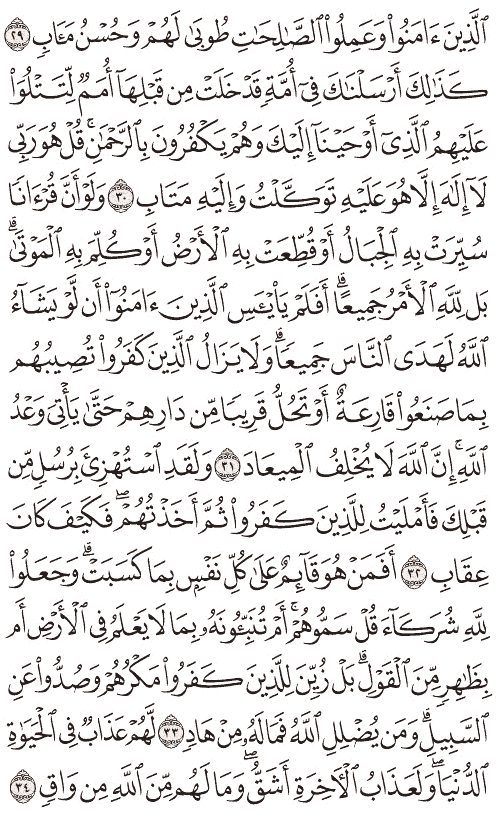 ٱلَّذِينَ ءَامَنُوا۟ وَعَمِلُوا۟ ٱلصَّٰلِحَٰتِ طُوبَىٰ لَهُمْ وَحُسْنُ مَـَٔابٍ ٢٩
كَذَٰلِكَ أَرْسَلْنَٰكَ فِىٓ أُمَّةٍ قَدْ خَلَتْ مِن قَبْلِهَآ أُمَمٌ لِّتَتْلُوَا۟
عَلَيْهِمُ ٱلَّذِىٓ أَوْحَيْنَآ إِلَيْكَ وَهُمْ يَكْفُرُونَ بِٱلرَّحْمَٰنِ ۚ قُلْ هُوَ رَبِّى
لَآ إِلَٰهَ إِلَّا هُوَ عَلَيْهِ تَوَكَّلْتُ وَإِلَيْهِ مَتَابِ ٣٠ وَلَوْ أَنَّ قُرْءَانًا
سُيِّرَتْ بِهِ ٱلْجِبَالُ أَوْ قُطِّعَتْ بِهِ ٱلْأَرْضُ أَوْ كُلِّمَ بِهِ ٱلْمَوْتَىٰ ۗ
بَل لِّلَّهِ ٱلْأَمْرُ جَمِيعًا ۗ أَفَلَمْ يَا۟يْـَٔسِ ٱلَّذِينَ ءَامَنُوٓا۟ أَن لَّوْ يَشَآءُ
ٱللَّهُ لَهَدَى ٱلنَّاسَ جَمِيعًا ۗ وَلَا يَزَالُ ٱلَّذِينَ كَفَرُوا۟ تُصِيبُهُم
بِمَا صَنَعُوا۟ قَارِعَةٌ أَوْ تَحُلُّ قَرِيبًا مِّن دَارِهِمْ حَتَّىٰ يَأْتِىَ وَعْدُ
ٱللَّهِ ۚ إِنَّ ٱللَّهَ لَا يُخْلِفُ ٱلْمِيعَادَ ٣١ وَلَقَدِ ٱسْتُهْزِئَ بِرُسُلٍ مِّن
قَبْلِكَ فَأَمْلَيْتُ لِلَّذِينَ كَفَرُوا۟ ثُمَّ أَخَذْتُهُمْ ۖ فَكَيْفَ كَانَ
عِقَابِ ٣٢ أَفَمَنْ هُوَ قَآئِمٌ عَلَىٰ كُلِّ نَفْسٍۭ بِمَا كَسَبَتْ ۗ وَجَعَلُوا۟
لِلَّهِ شُرَكَآءَ قُلْ سَمُّوهُمْ ۚ أَمْ تُنَبِّـُٔونَهُۥ بِمَا لَا يَعْلَمُ فِى ٱلْأَرْضِ أَم
بِظَٰهِرٍ مِّنَ ٱلْقَوْلِ ۗ بَلْ زُيِّنَ لِلَّذِينَ كَفَرُوا۟ مَكْرُهُمْ وَصُدُّوا۟ عَنِ
ٱلسَّبِيلِ ۗ وَمَن يُضْلِلِ ٱللَّهُ فَمَا لَهُۥ مِنْ هَادٍ ٣٣ لَّهُمْ عَذَابٌ فِى ٱلْحَيَوٰةِ
ٱلدُّنْيَا ۖ وَلَعَذَابُ ٱلْءَاخِرَةِ أَشَقُّ ۖ وَمَا لَهُم مِّنَ ٱللَّهِ مِن وَاقٍ ٣٤